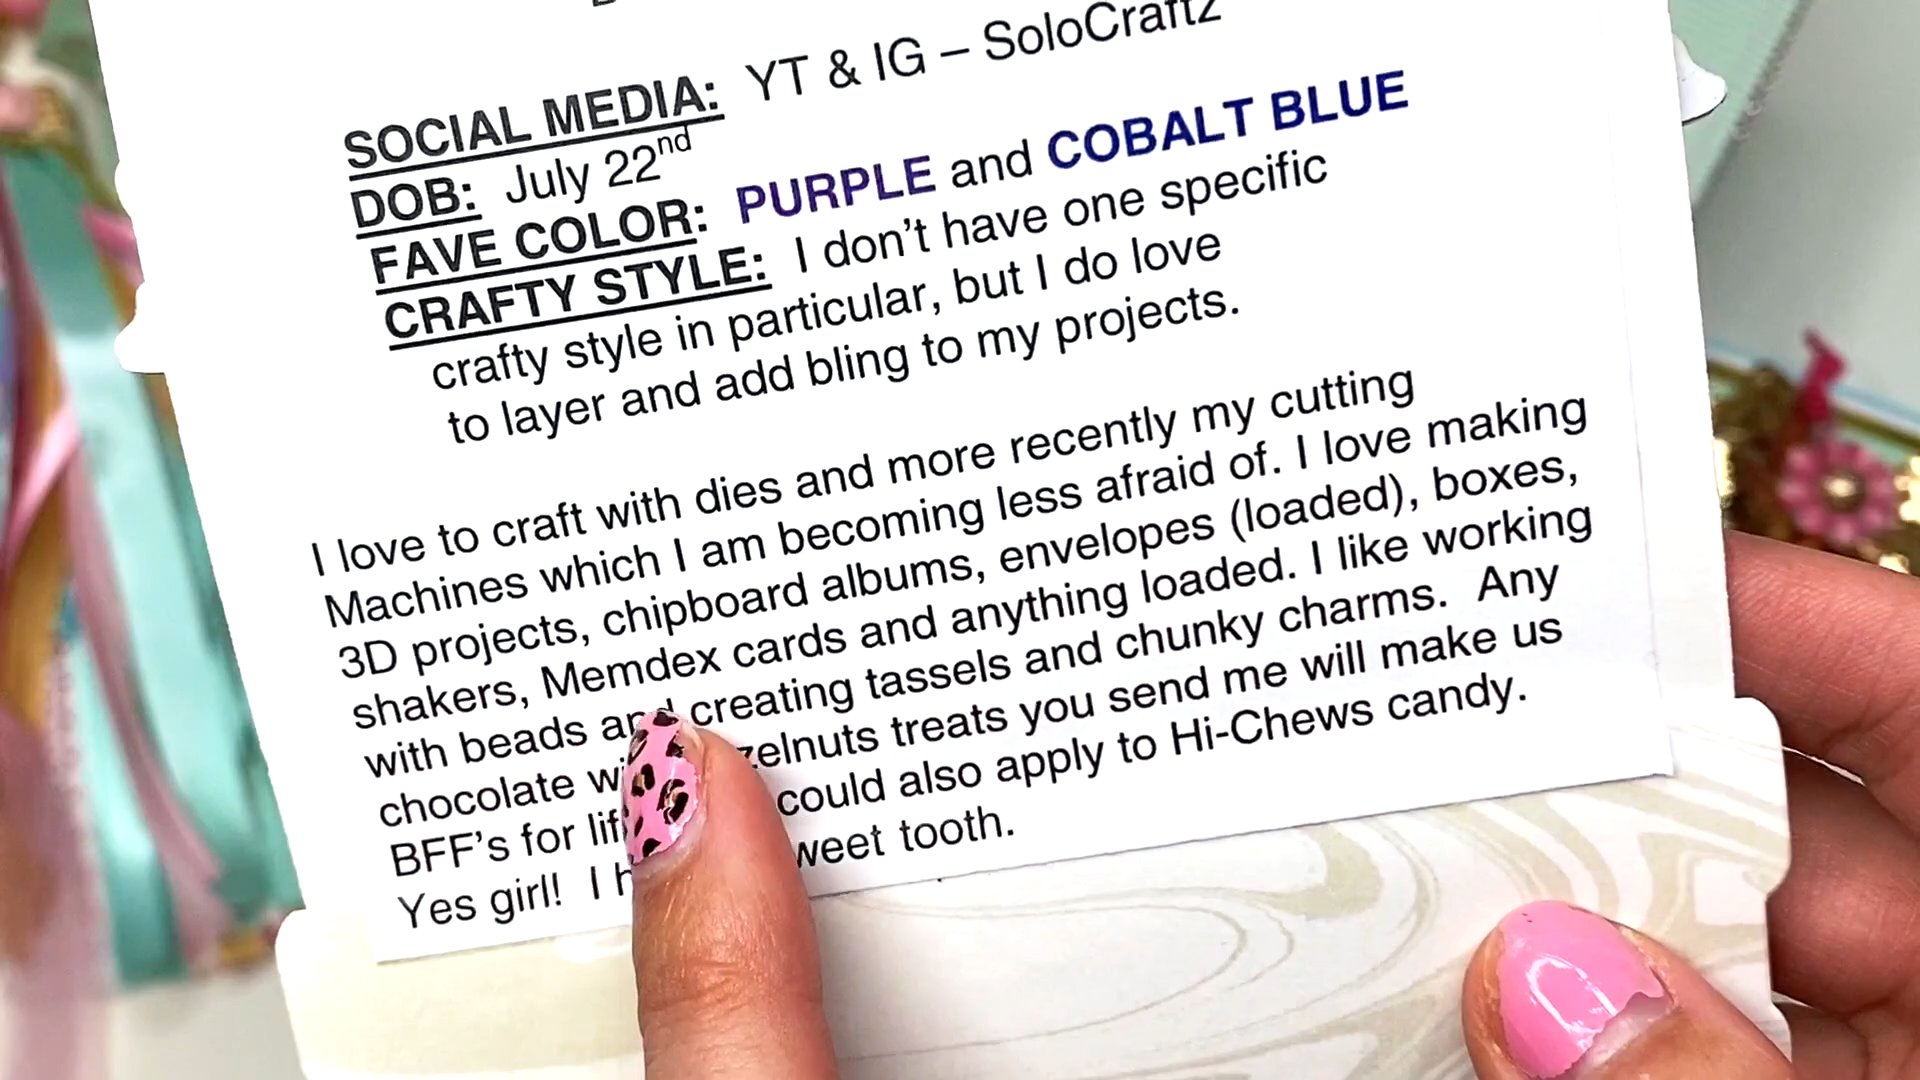 SOCIAL MEDIA: YT & IG – SoloCraftz
DOB: July 22nd
FAVE COLOR: PURPLE and COBALT BLUE
CRAFTY STYLE: I don't have one specific
crafty style in particular, but I do love
to layer and add bling to my projects.
I love to craft with dies and more recently my cutting
Machines which I am becoming less afraid of. I love making
3D projects, chipboard albums, envelopes (loaded), boxes,
shakers, Memdex cards and anything loaded. I like working
with beads and creating tassels and chunky charms. Any
chocolate zelnuts treats you send me will make us
BFF's for could also apply to Hi-Chews candy.
Yes girl! I weet tooth.